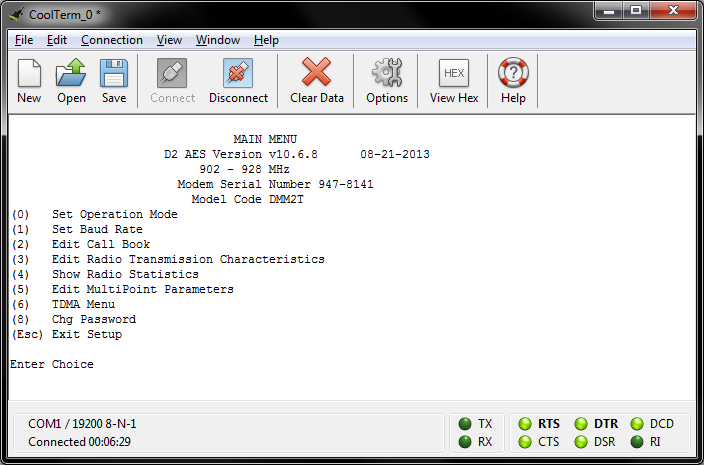 CoolTerm_0 *
File Edit Connection View Window Help
New Open Save Connect Disconnect Clear Data Options HEX View Hex Help
MAIN MENU
D2 AES Version v10.6.8 08-21-2013
902 - 928 MHz
Modem Serial Number 947-8141
Model Code DMM2T
(0) Set Operation Mode
(1) Set Baud Rate
(2) Edit Call Book
(3) Edit Radio Transmission Characteristics
(4) Show Radio Statistics
(5) Edit MultiPoint Parameters
(6) TDMA Menu
(8) Chg Password
(Esc) Exit Setup
Enter Choice
COM1 / 19200 8-N-1 TX RTS DTR DCD
Connected 00:06:29 RX CTS DSR RI